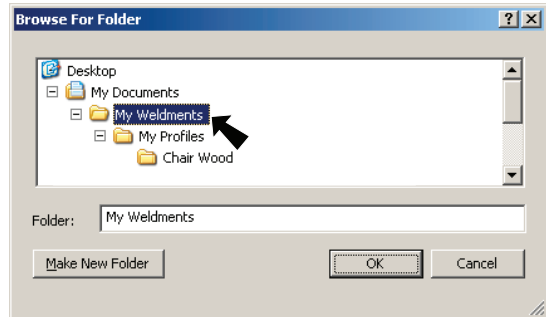 Browse For Folder
Desktop
My Documents
My Weldments
My Profiles
Chair Wood
Folder: My Weldments
Make New Folder OK Cancel